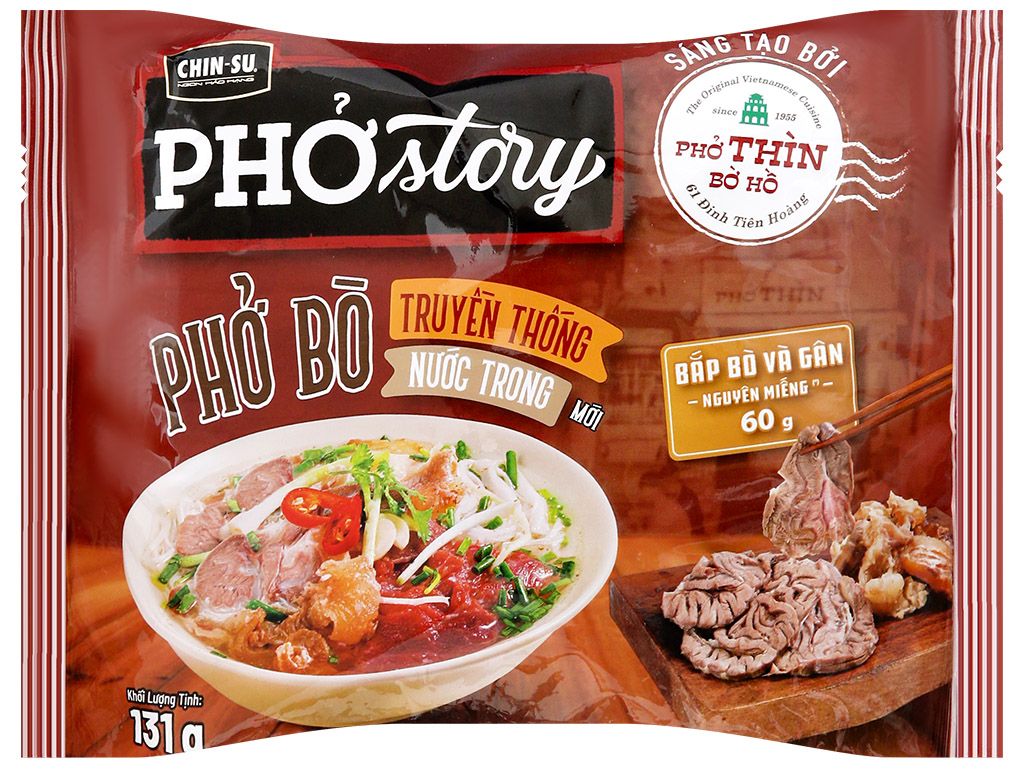 CHIN-SU.
NGON HẢO HẠNG
PHỞstory
SÁNG TẠO BỞI
The Original Vietnamese Cuisine
since 1955
PHỞ THÌN
BỜ HỒ
61 Đinh Tiên Hoàng
PHỞ THÌN
PHỞ BÒ
TRUYỀN THỐNG
NƯỚC TRONG
MỚI
BẮP BÒ VÀ GÂN
– NGUYÊN MIẾNG (*) –
60 g
Khối Lượng Tịnh:
131 g